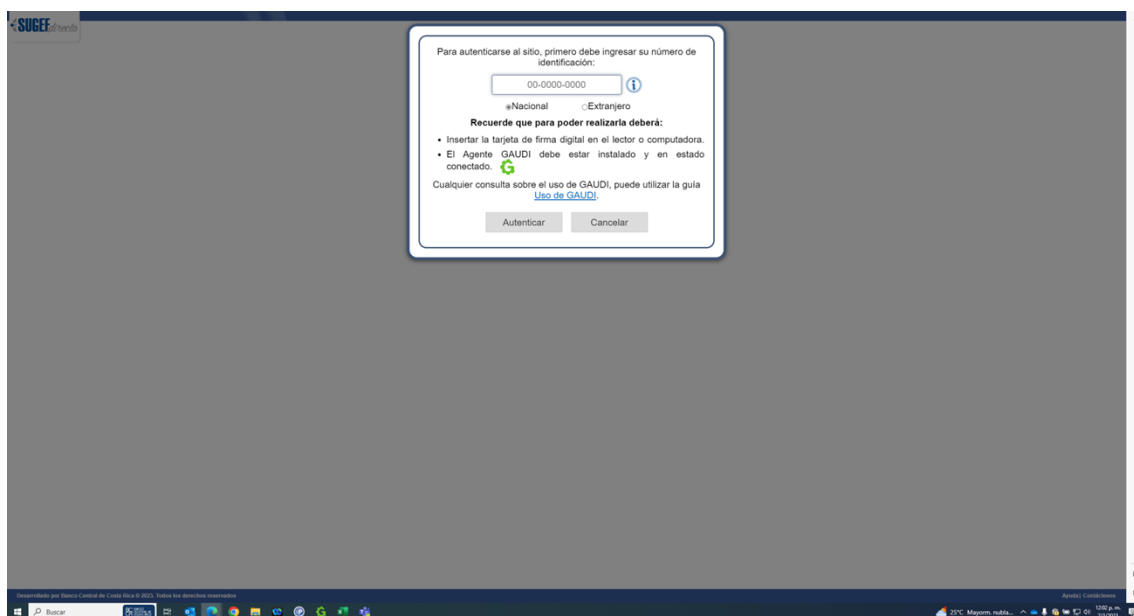 SUGEF directo
Para autenticarse al sitio, primero debe ingresar su número de
identificación:
00-0000-0000
Nacional Extranjero
Recuerde que para poder realizarla deberá:
• Insertar la tarjeta de firma digital en el lector o computadora.
• El Agente GAUDI debe estar instalado y en estado
conectado.
Cualquier consulta sobre el uso de GAUDI, puede utilizar la guía
Uso de GAUDI.
Autenticar Cancelar
Desarrollado por Banco Central de Costa Rica © 2023. Todos los derechos reservados
Ayuda| Contáctenos
Buscar
25°C Mayorm. nubla...
12:02 p. m.